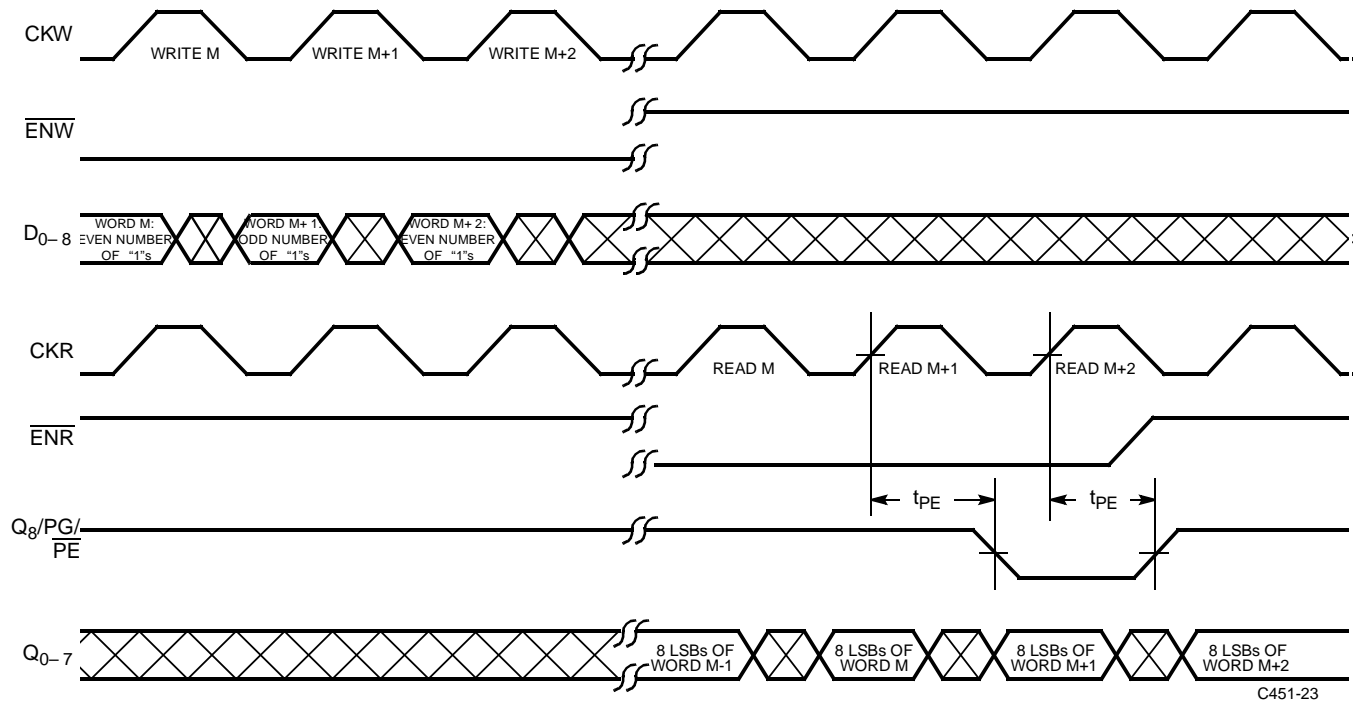 CKW
WRITE M WRITE M+1 WRITE M+2
ENW
D0–8
WORD M:
EVEN NUMBER
OF "1"s
WORD M+ 1:
ODD NUMBER
OF "1"s
WORD M+ 2:
EVEN NUMBER
OF "1"s
CKR
READ M READ M+1 READ M+2
ENR
tPE tPE
Q8/PG/
PE
Q0–7
8 LSBs OF
WORD M-1
8 LSBs OF
WORD M
8 LSBs OF
WORD M+1
8 LSBs OF
WORD M+2
C451-23